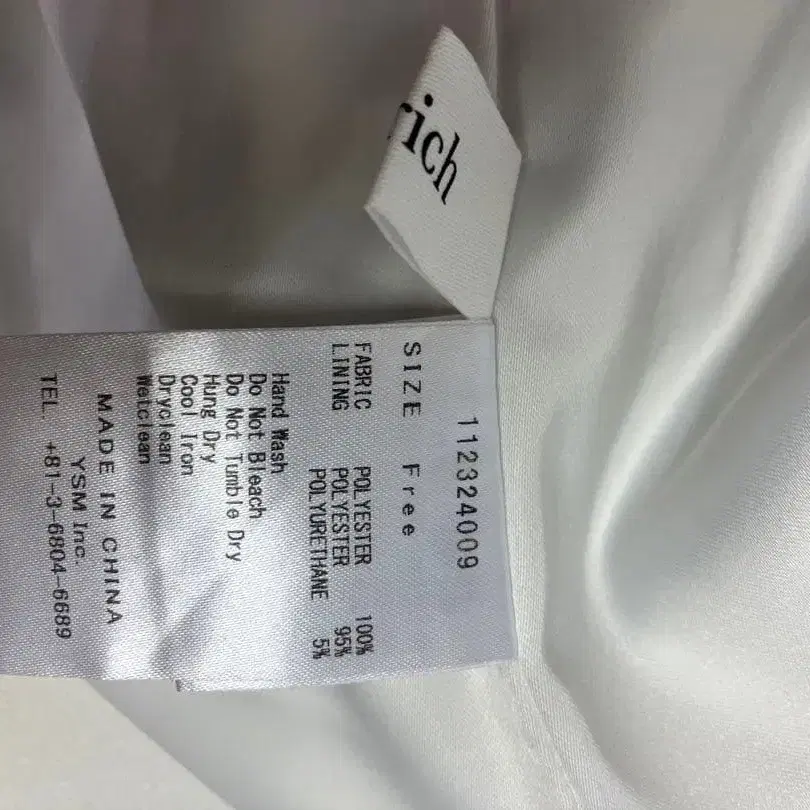 rich
112324009
SIZE Free
FABRIC POLYESTER 100%
LINING POLYESTER 95%
POLYURETHANE 5%
Hand Wash
Do Not Bleach
Do Not Tumble Dry
Hung Dry
Cool Iron
Dryclean
Wetclean
MADE IN CHINA
YSM Inc.
TEL. +81-3-6804-6689